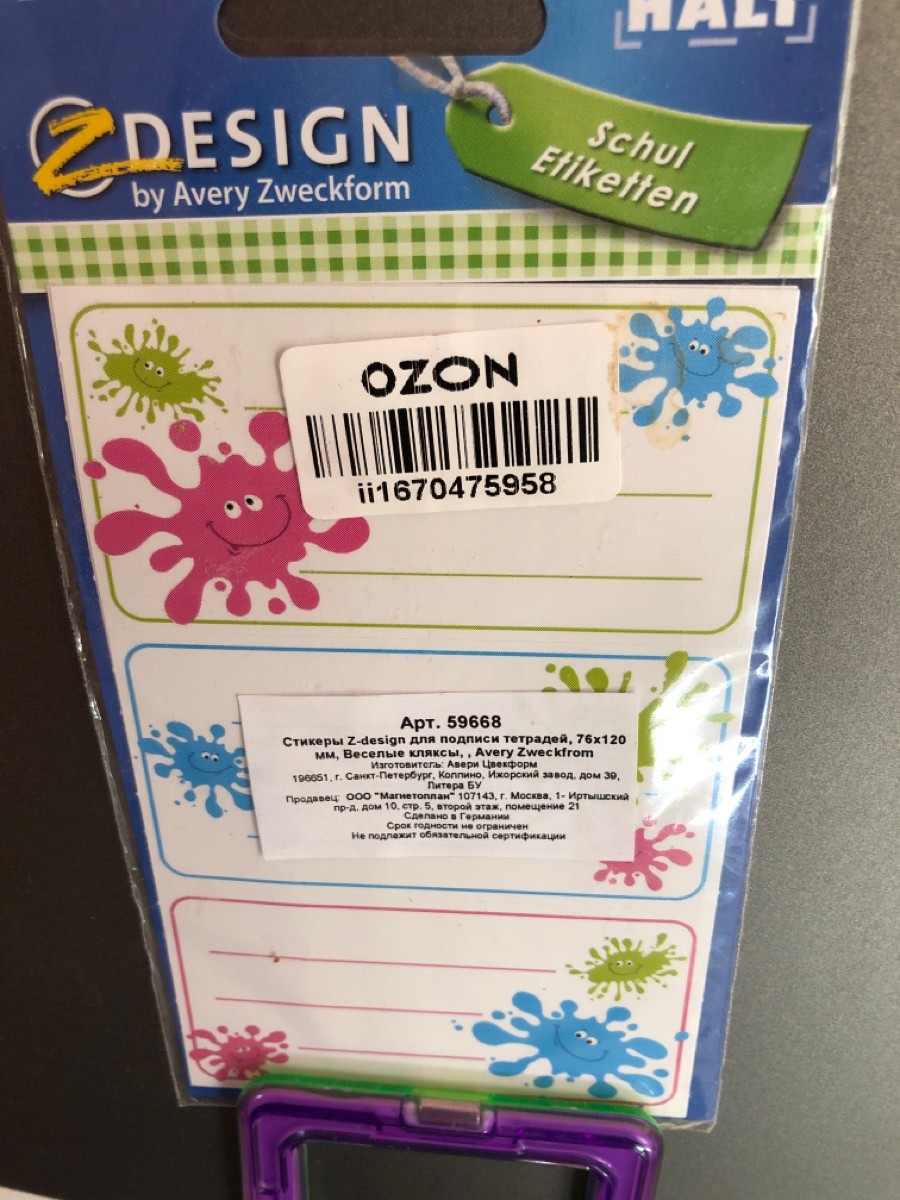 HALT
Z DESIGN
by Avery Zweckform
Schul
Etiketten
OZON
ii1670475958
Арт. 59668
Стикеры Z-design для подписи тетрадей, 76x120
мм, Веселые кляксы, , Avery Zweckfrom
Изготовитель: Авери Цвекформ
196651, г. Санкт-Петербург, Колпино, Ижорский завод, дом 39,
Литера БУ
Продавец: ООО "Магнетоплан" 107143, г. Москва, 1- Иртышский
пр-д, дом 10, стр. 5, второй этаж, помещение 21
Сделано в Германии
Срок годности не ограничен
Не подлжит обязательной сертификации